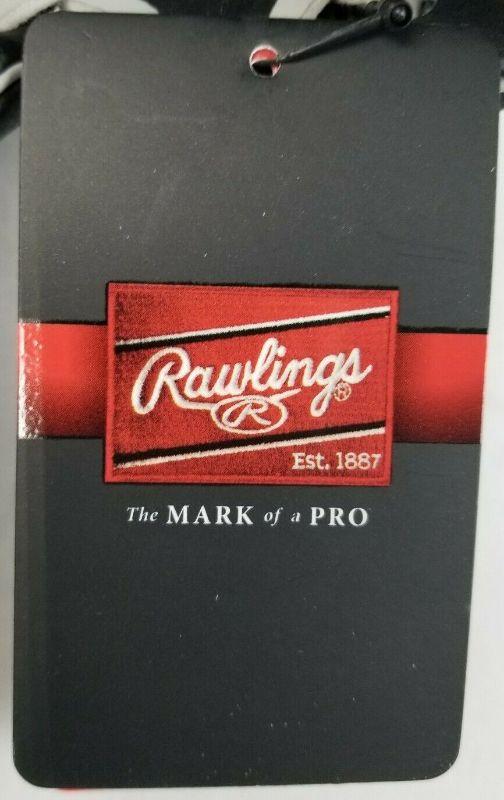 Rawlings®
R
Est. 1887
The MARK of a PRO